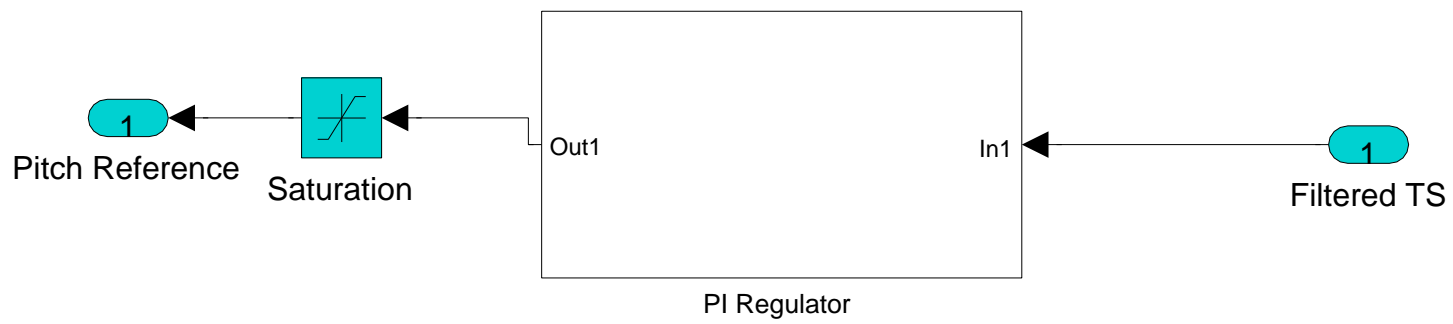 1
Pitch Reference
Saturation
Out1
In1
PI Regulator
1
Filtered TS